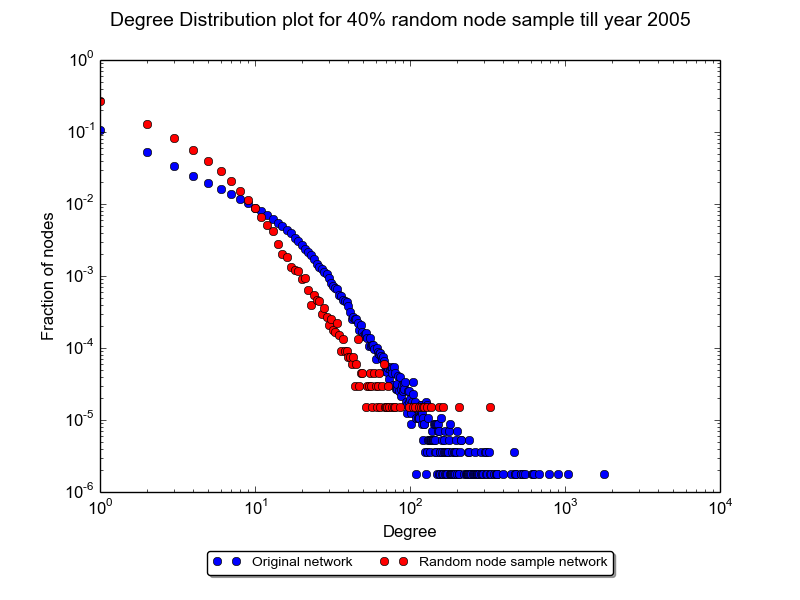 Degree Distribution plot for 40% random node sample till year 2005
10^0
10^-1
10^-2
10^-3
10^-4
10^-5
10^-6
Fraction of nodes
10^0 10^1 10^2 10^3 10^4
Degree
Original network Random node sample network